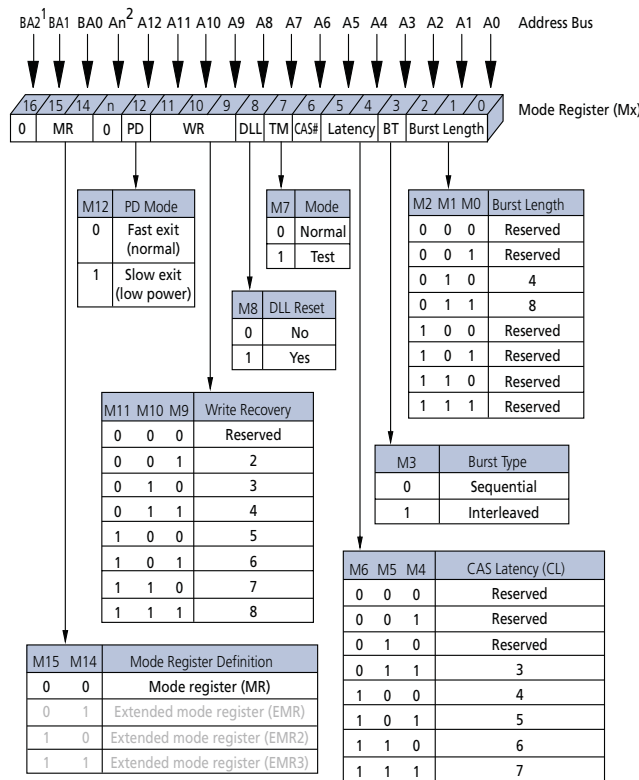 BA2¹ BA1 BA0 An² A12 A11 A10 A9 A8 A7 A6 A5 A4 A3 A2 A1 A0 Address Bus
16 15 14 n 12 11 10 9 8 7 6 5 4 3 2 1 0 Mode Register (Mx)
0 MR 0 PD WR DLL TM CAS# Latency BT Burst Length
M12 PD Mode
0 Fast exit (normal)
1 Slow exit (low power)
M7 Mode
0 Normal
1 Test
M2 M1 M0 Burst Length
0 0 0 Reserved
0 0 1 Reserved
0 1 0 4
0 1 1 8
1 0 0 Reserved
1 0 1 Reserved
1 1 0 Reserved
1 1 1 Reserved
M8 DLL Reset
0 No
1 Yes
M11 M10 M9 Write Recovery
0 0 0 Reserved
0 0 1 2
0 1 0 3
0 1 1 4
1 0 0 5
1 0 1 6
1 1 0 7
1 1 1 8
M3 Burst Type
0 Sequential
1 Interleaved
M6 M5 M4 CAS Latency (CL)
0 0 0 Reserved
0 0 1 Reserved
0 1 0 Reserved
0 1 1 3
1 0 0 4
1 0 1 5
1 1 0 6
1 1 1 7
M15 M14 Mode Register Definition
0 0 Mode register (MR)
0 1 Extended mode register (EMR)
1 0 Extended mode register (EMR2)
1 1 Extended mode register (EMR3)